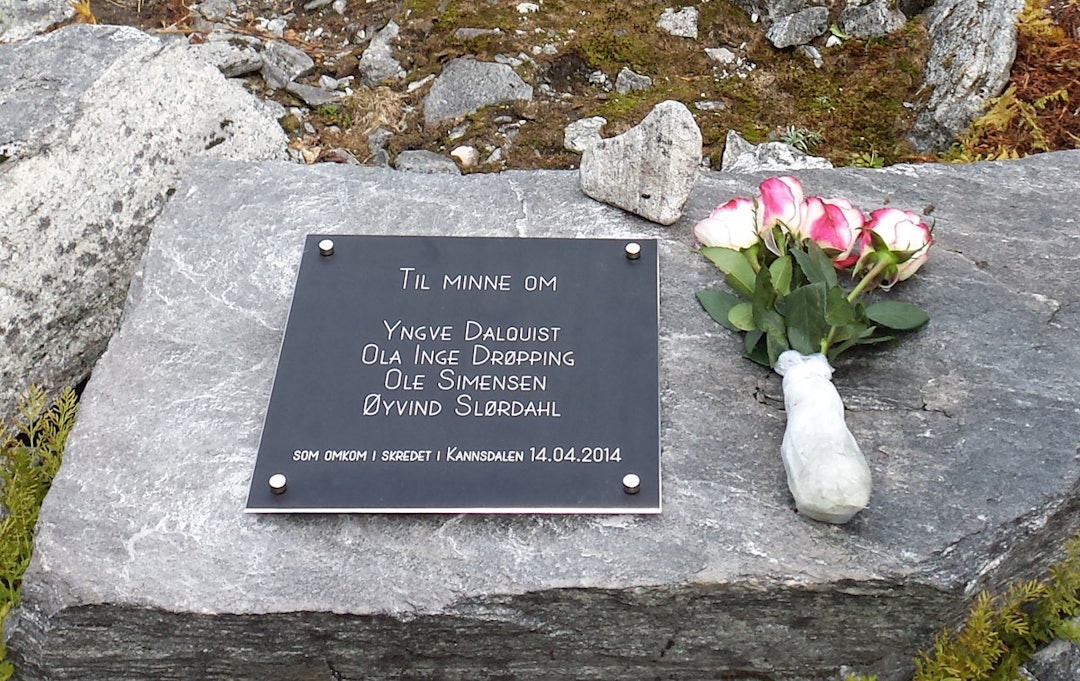 Til minne om
Yngve Dalquist
Ola Inge Drøpping
Ole Simensen
Øyvind Slørdahl
som omkom i skredet i Kannsdalen 14.04.2014